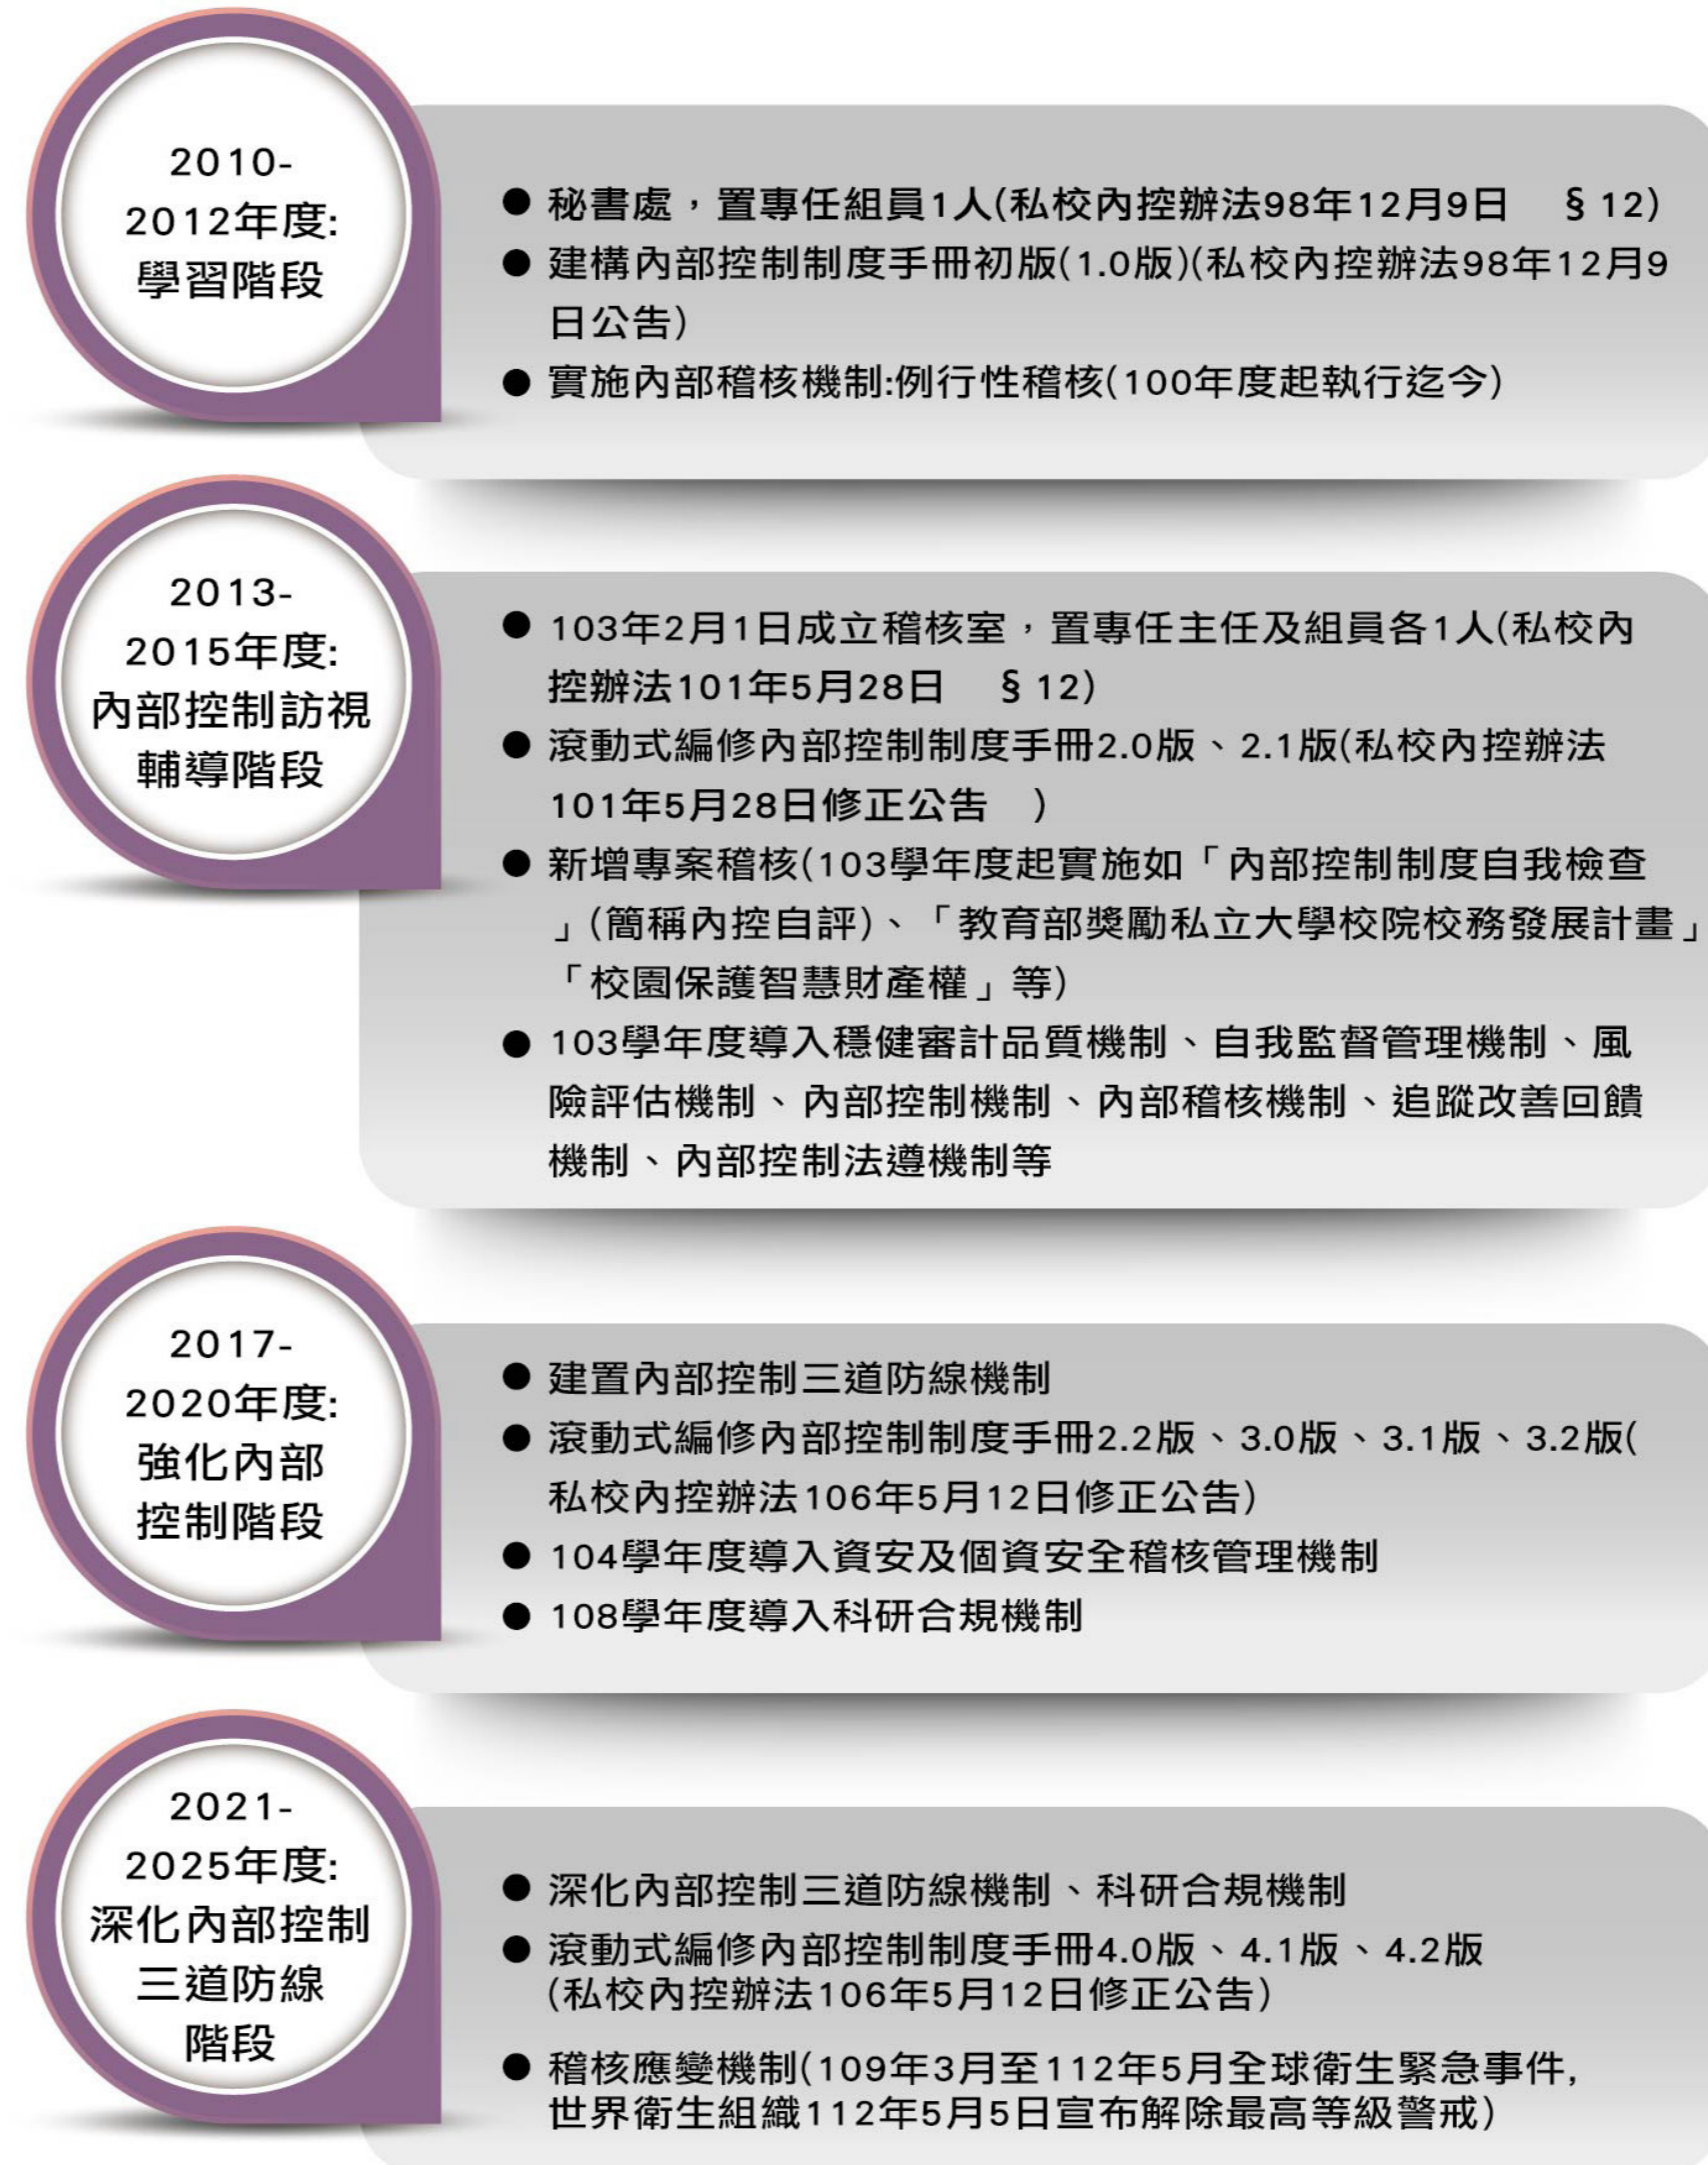 2010-
2012年度:
學習階段
● 秘書處，置專任組員1人(私校內控辦法98年12月9日　§12)
● 建構內部控制制度手冊初版(1.0版)(私校內控辦法98年12月9
日公告)
● 實施內部稽核機制:例行性稽核(100年度起執行迄今)
2013-
2015年度:
內部控制訪視
輔導階段
● 103年2月1日成立稽核室，置專任主任及組員各1人(私校內
控辦法101年5月28日　§12)
● 滾動式編修內部控制制度手冊2.0版、2.1版(私校內控辦法
101年5月28日修正公告　)
● 新增專案稽核(103學年度起實施如「內部控制制度自我檢查
」(簡稱內控自評)、「教育部獎勵私立大學校院校務發展計畫」
「校園保護智慧財產權」等)
● 103學年度導入穩健審計品質機制、自我監督管理機制、風
險評估機制、內部控制機制、內部稽核機制、追蹤改善回饋
機制、內部控制法遵機制等
2017-
2020年度:
強化內部
控制階段
● 建置內部控制三道防線機制
● 滾動式編修內部控制制度手冊2.2版、3.0版、3.1版、3.2版(
私校內控辦法106年5月12日修正公告)
● 104學年度導入資安及個資安全稽核管理機制
● 108學年度導入科研合規機制
2021-
2025年度:
深化內部控制
三道防線
階段
● 深化內部控制三道防線機制、科研合規機制
● 滾動式編修內部控制制度手冊4.0版、4.1版、4.2版
(私校內控辦法106年5月12日修正公告)
● 稽核應變機制(109年3月至112年5月全球衛生緊急事件,
世界衛生組織112年5月5日宣布解除最高等級警戒)